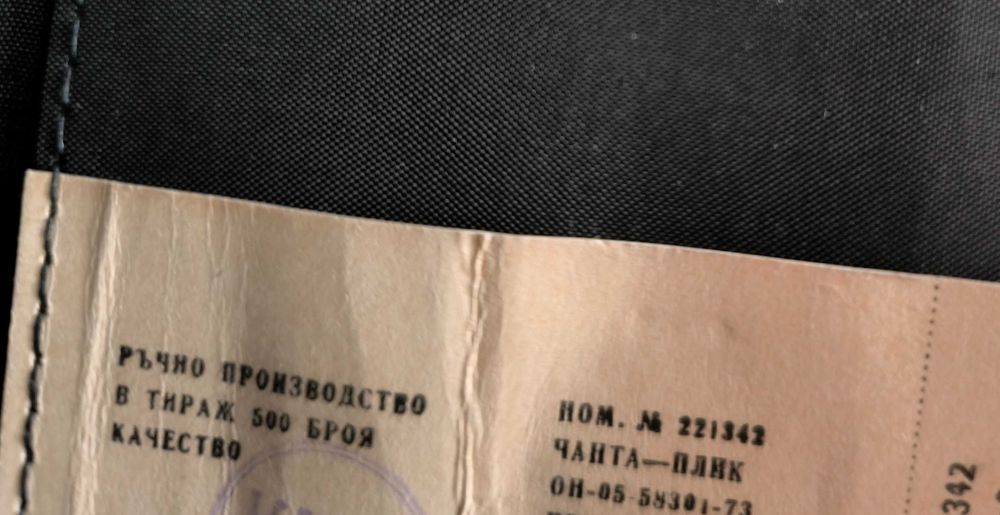 РЪЧНО ПРОИЗВОДСТВО
В ТИРАЖ 500 БРОЯ
КАЧЕСТВО
НОМ. № 221342
ЧАНТА—ПЛИК
ОН-05-58301-73
342